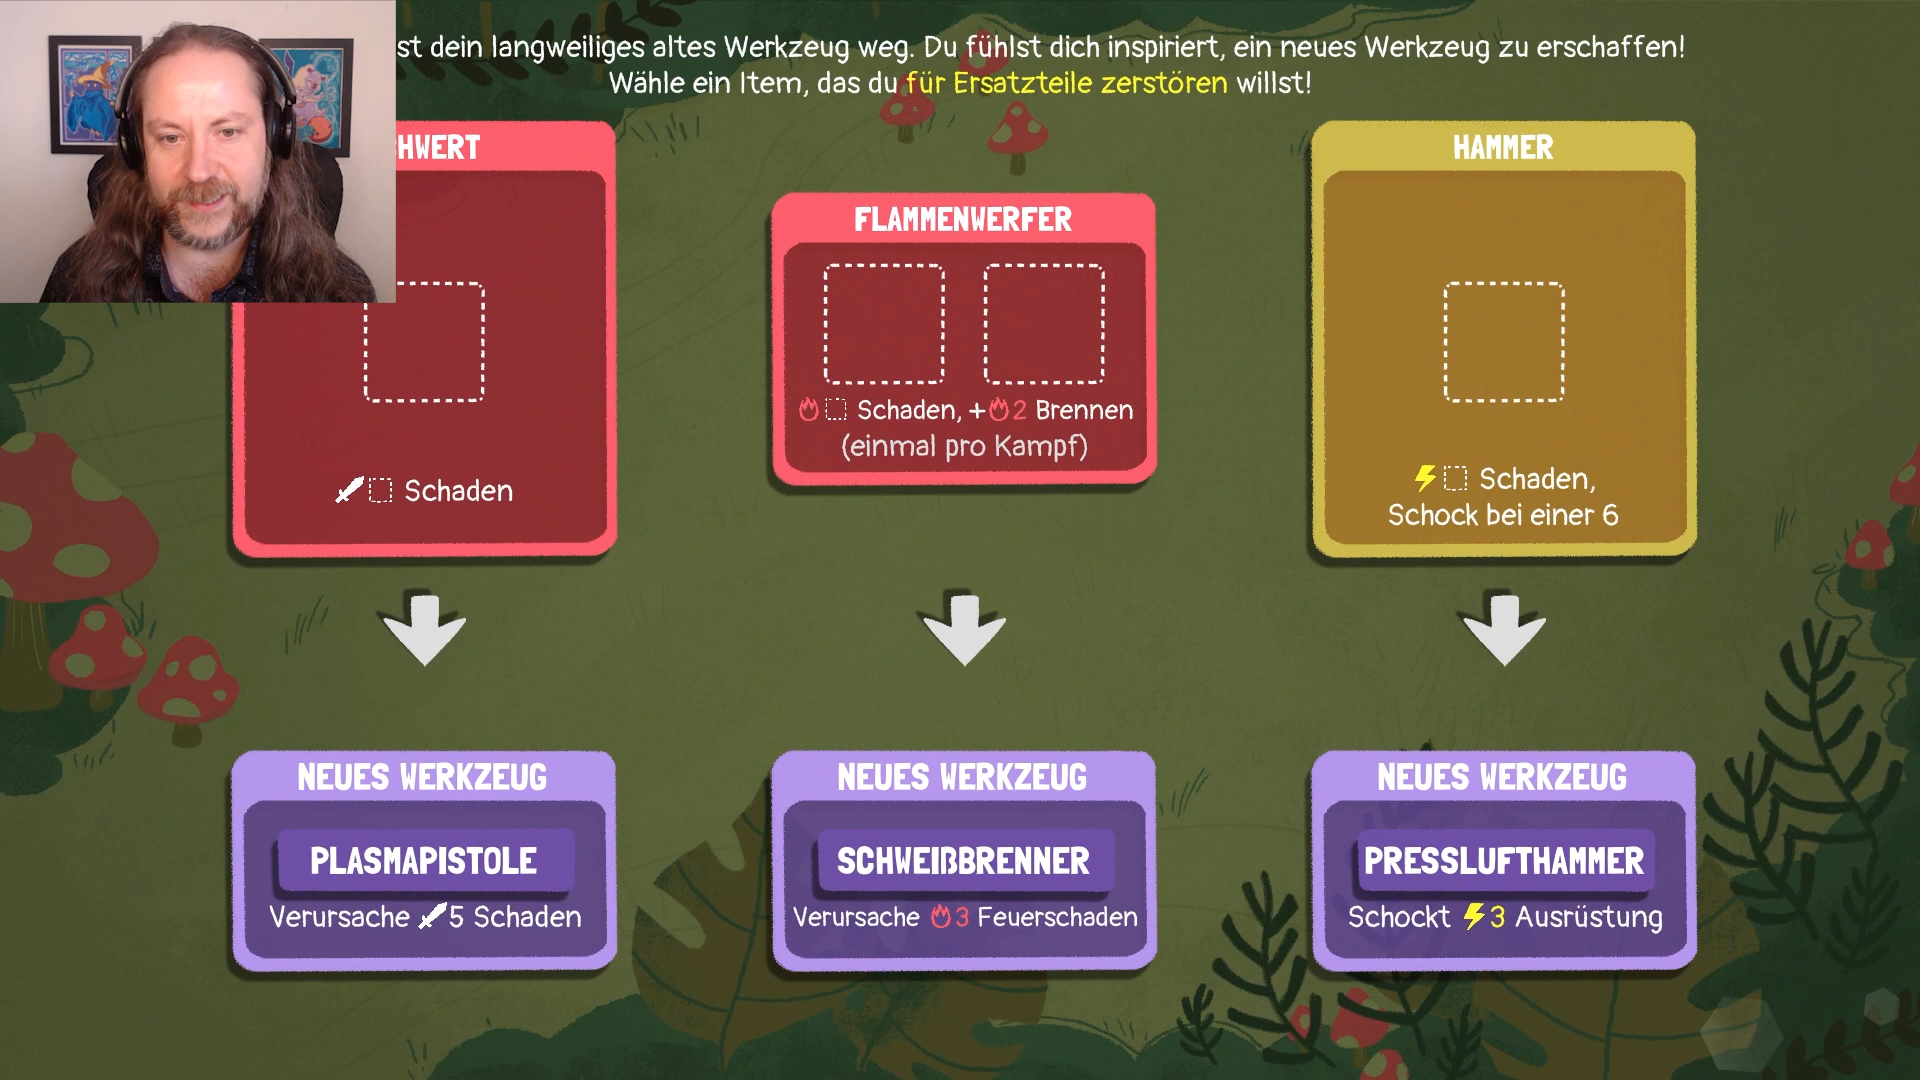 st dein langweiliges altes Werkzeug weg. Du fühlst dich inspiriert, ein neues Werkzeug zu erschaffen!
Wähle ein Item, das du für Ersatzteile zerstören willst!
HWERT
Schaden
FLAMMENWERFER
Schaden, +2 Brennen
(einmal pro Kampf)
HAMMER
Schaden,
Schock bei einer 6
NEUES WERKZEUG
PLASMAPISTOLE
Verursache 5 Schaden
NEUES WERKZEUG
SCHWEIßBRENNER
Verursache 3 Feuerschaden
NEUES WERKZEUG
PRESSLUFTHAMMER
Schockt 3 Ausrüstung